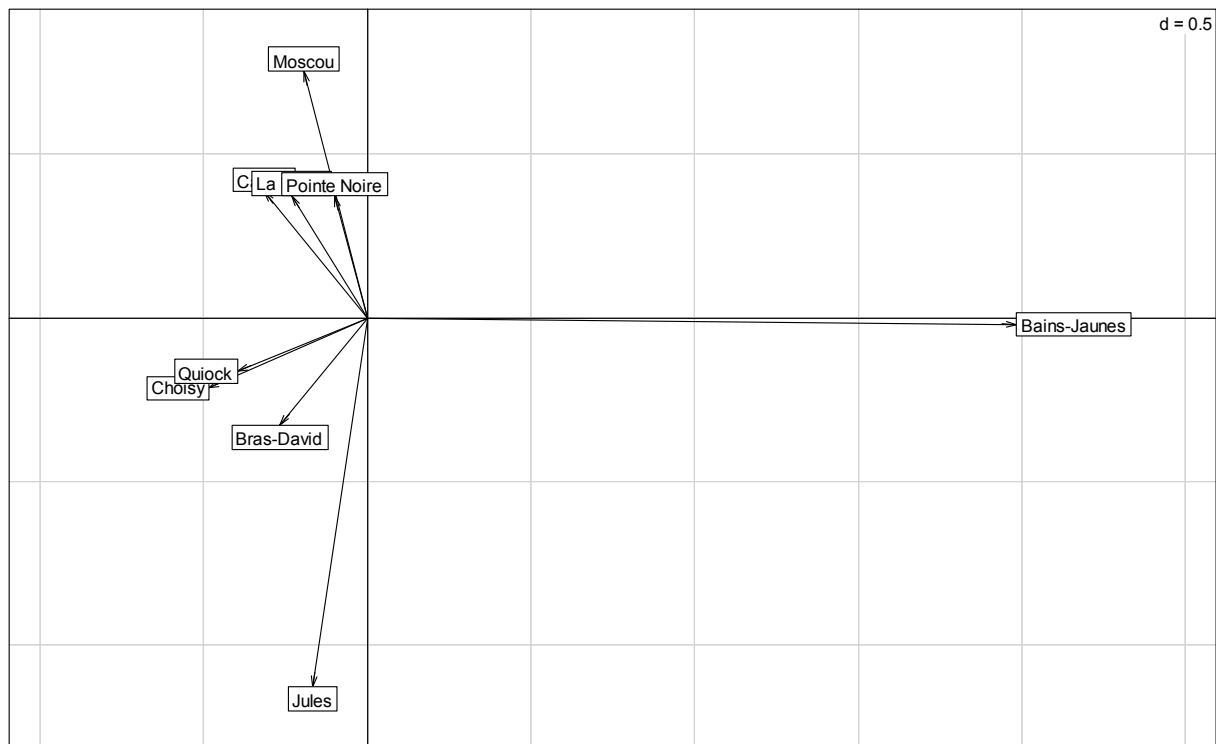 d = 0.5
Moscou
La
Pointe Noire
Bains-Jaunes
Quiock
Choisy
Bras-David
Jules